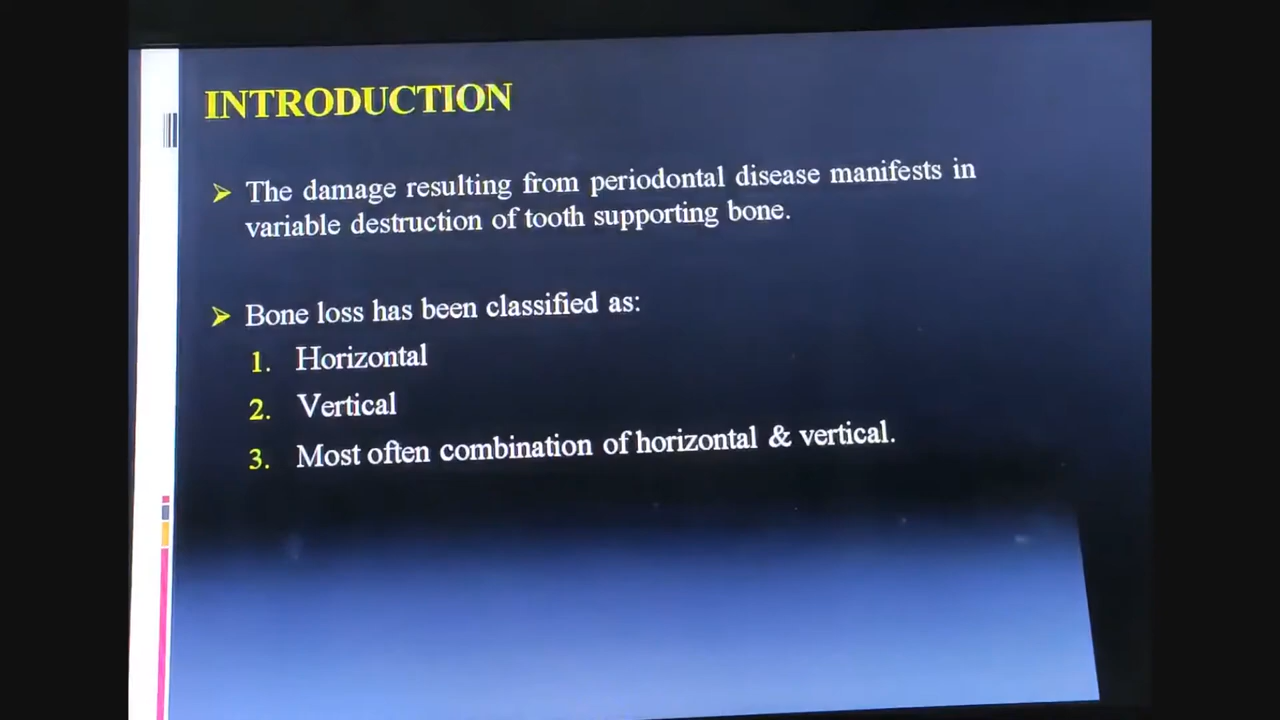 INTRODUCTION
➢ The damage resulting from periodontal disease manifests in
variable destruction of tooth supporting bone.
➢ Bone loss has been classified as:
1. Horizontal
2. Vertical
3. Most often combination of horizontal & vertical.